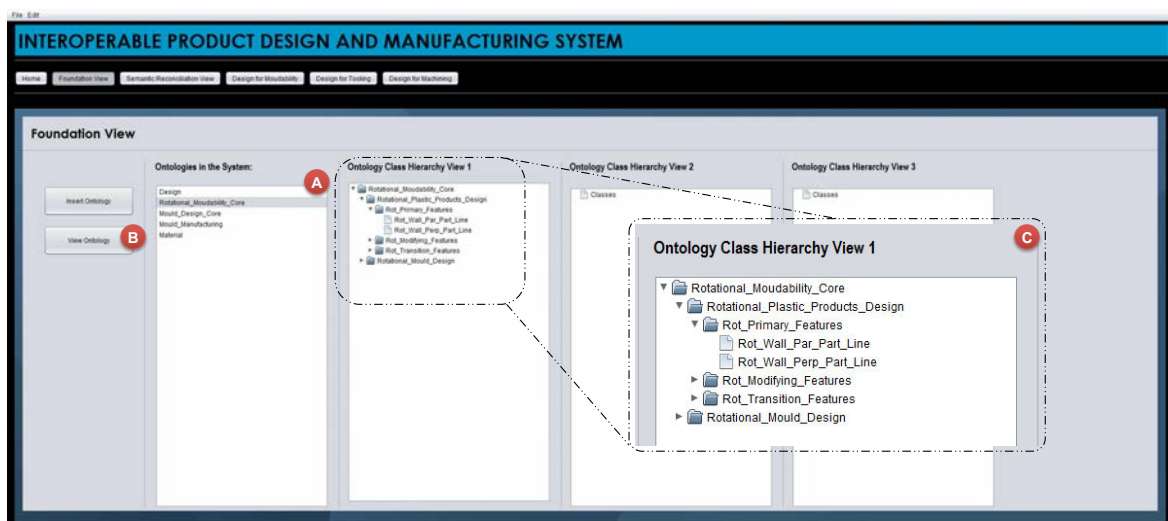 File Edit
INTEROPERABLE PRODUCT DESIGN AND MANUFACTURING SYSTEM
Home Foundation View Semantic Reconciliation View Design for Moudability Design for Tooling Design for Machining
Foundation View
Ontologies in the System:
Ontology Class Hierarchy View 1
Ontology Class Hierarchy View 2
Ontology Class Hierarchy View 3
A
Insert Ontology
View Ontology
B
Design
Rotational_Moudability_Core
Mould_Design_Core
Mould_Manufacturing
Material
Rotational_Moudability_Core
Rotational_Plastic_Products_Design
Rot_Primary_Features
Rot_Wall_Par_Part_Line
Rot_Wall_Perp_Part_Line
Rot_Modifying_Features
Rot_Transition_Features
Rotational_Mould_Design
Classes
Classes
C
Ontology Class Hierarchy View 1
Rotational_Moudability_Core
Rotational_Plastic_Products_Design
Rot_Primary_Features
Rot_Wall_Par_Part_Line
Rot_Wall_Perp_Part_Line
Rot_Modifying_Features
Rot_Transition_Features
Rotational_Mould_Design